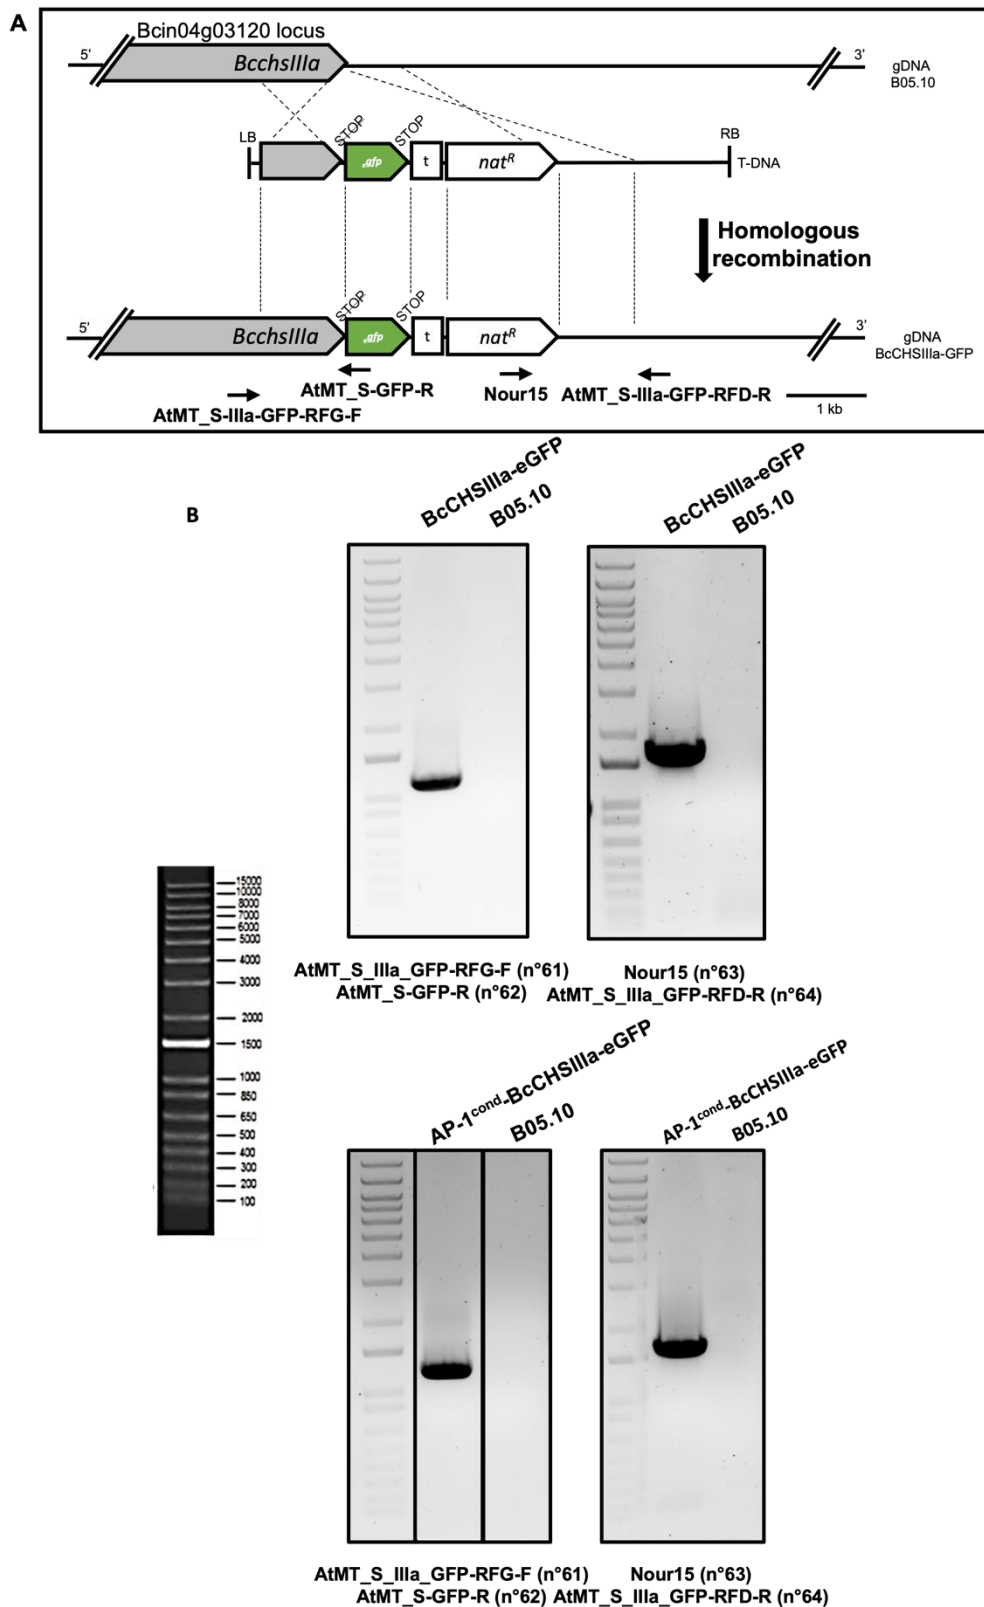 A
Bcin04g03120 locus
5'
BcchsIIIa
3'
gDNA
B05.10
LB
STOP
STOP
RB
egfp
t
natR
T-DNA
Homologous
recombination
STOP
STOP
5'
BcchsIIIa
egfp
t
natR
3'
gDNA
BcCHSIIIa-GFP
AtMT_S-GFP-R
Nour15
AtMT_S-IIIa-GFP-RFD-R
AtMT_S-IIIa-GFP-RFG-F
1 kb
B
BcCHSIIIa-eGFP
B05.10
BcCHSIIIa-eGFP
B05.10
AtMT_S_IIIa_GFP-RFG-F (n°61)
AtMT_S-GFP-R (n°62)
Nour15 (n°63)
AtMT_S_IIIa_GFP-RFD-R (n°64)
15000
10000
8000
7000
6000
5000
4000
3000
2000
1500
1000
850
650
500
400
300
200
100
AP-1cond-BcCHSIIIa-eGFP
B05.10
AP-1cond-BcCHSIIIa-eGFP
B05.10
AtMT_S_IIIa_GFP-RFG-F (n°61)
AtMT_S-GFP-R (n°62)
Nour15 (n°63)
AtMT_S_IIIa_GFP-RFD-R (n°64)